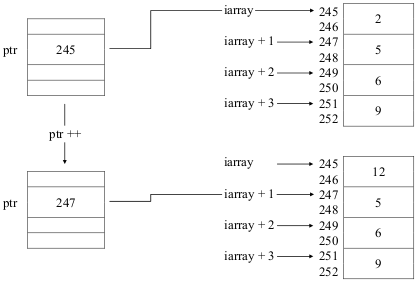 iarray 245 2
246
ptr 245 iarray + 1 247 5
248
iarray + 2 249 6
250
iarray + 3 251 9
252
ptr ++
iarray 245 12
246
ptr 247 iarray + 1 247 5
248
iarray + 2 249 6
250
iarray + 3 251 9
252